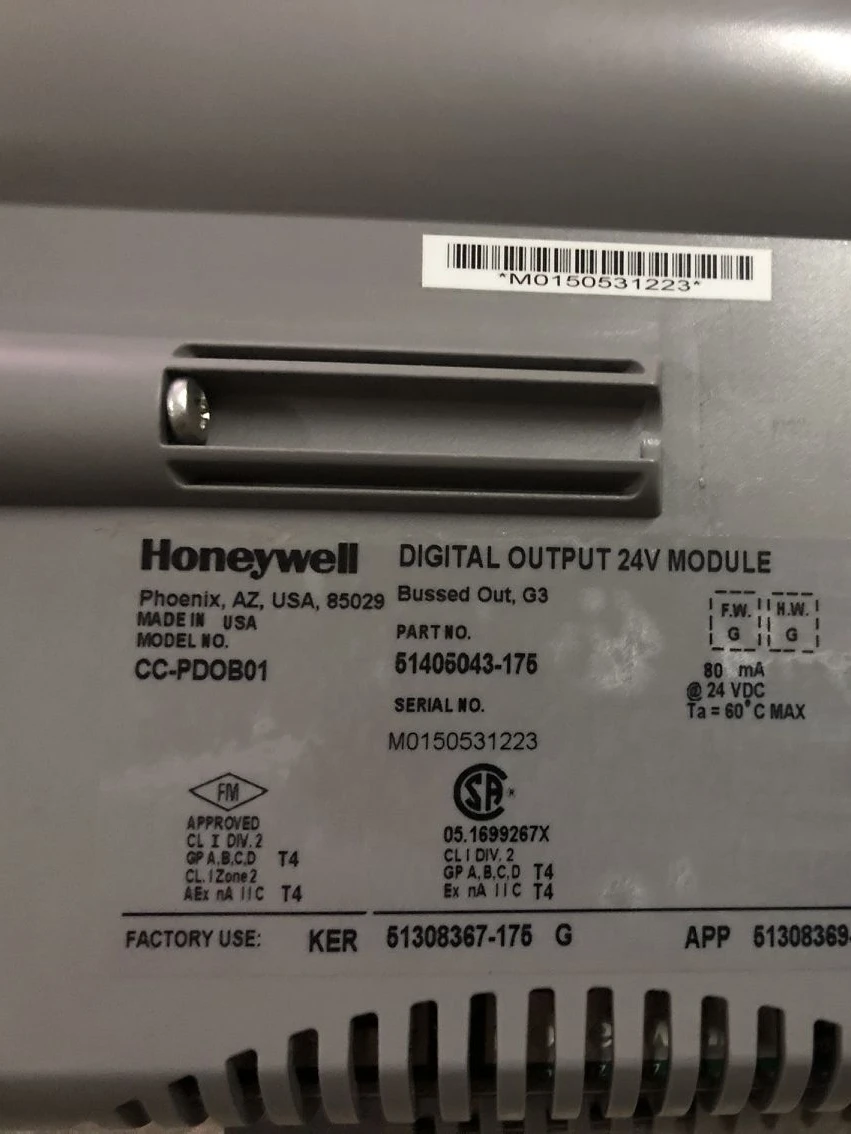 *M0150531223*
Honeywell DIGITAL OUTPUT 24V MODULE
Phoenix, AZ, USA, 85029 Bussed Out, G3
MADE IN USA
MODEL NO.
CC-PDOB01
PART NO.
51405043-175
SERIAL NO.
M0150531223
F.W. H.W.
G G
80 mA
@ 24 VDC
Ta = 60°C MAX
FM
APPROVED
CL I DIV. 2
GP A,B,C,D T4
CL. I Zone 2
AEx nA IIC T4
SA
05.1699267X
CL I DIV. 2
GP A,B,C,D T4
Ex nA IIC T4
FACTORY USE: KER 51308367-175 G APP 51308369-